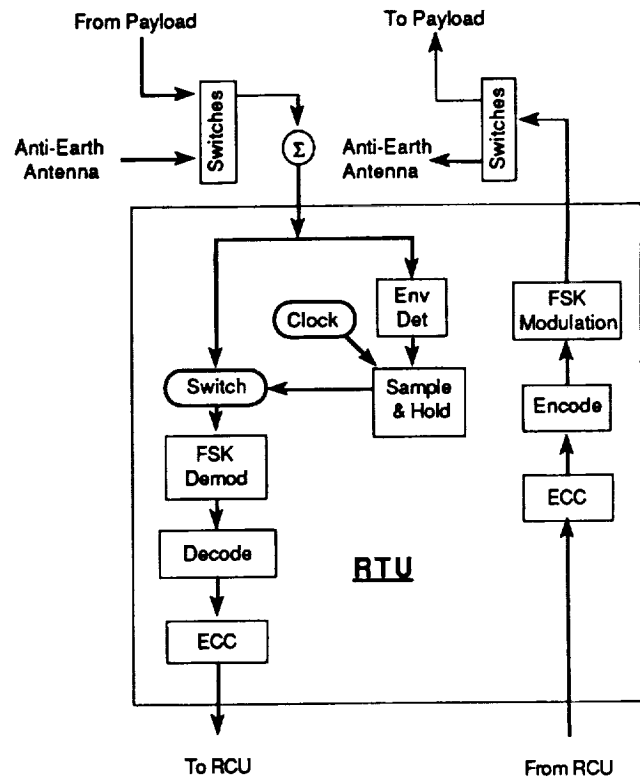 From Payload
To Payload
Switches
Switches
Anti-Earth
Antenna
Σ
Anti-Earth
Antenna
Env
Det
FSK
Modulation
Clock
Switch
Sample
& Hold
Encode
FSK
Demod
ECC
Decode
RTU
ECC
To RCU
From RCU